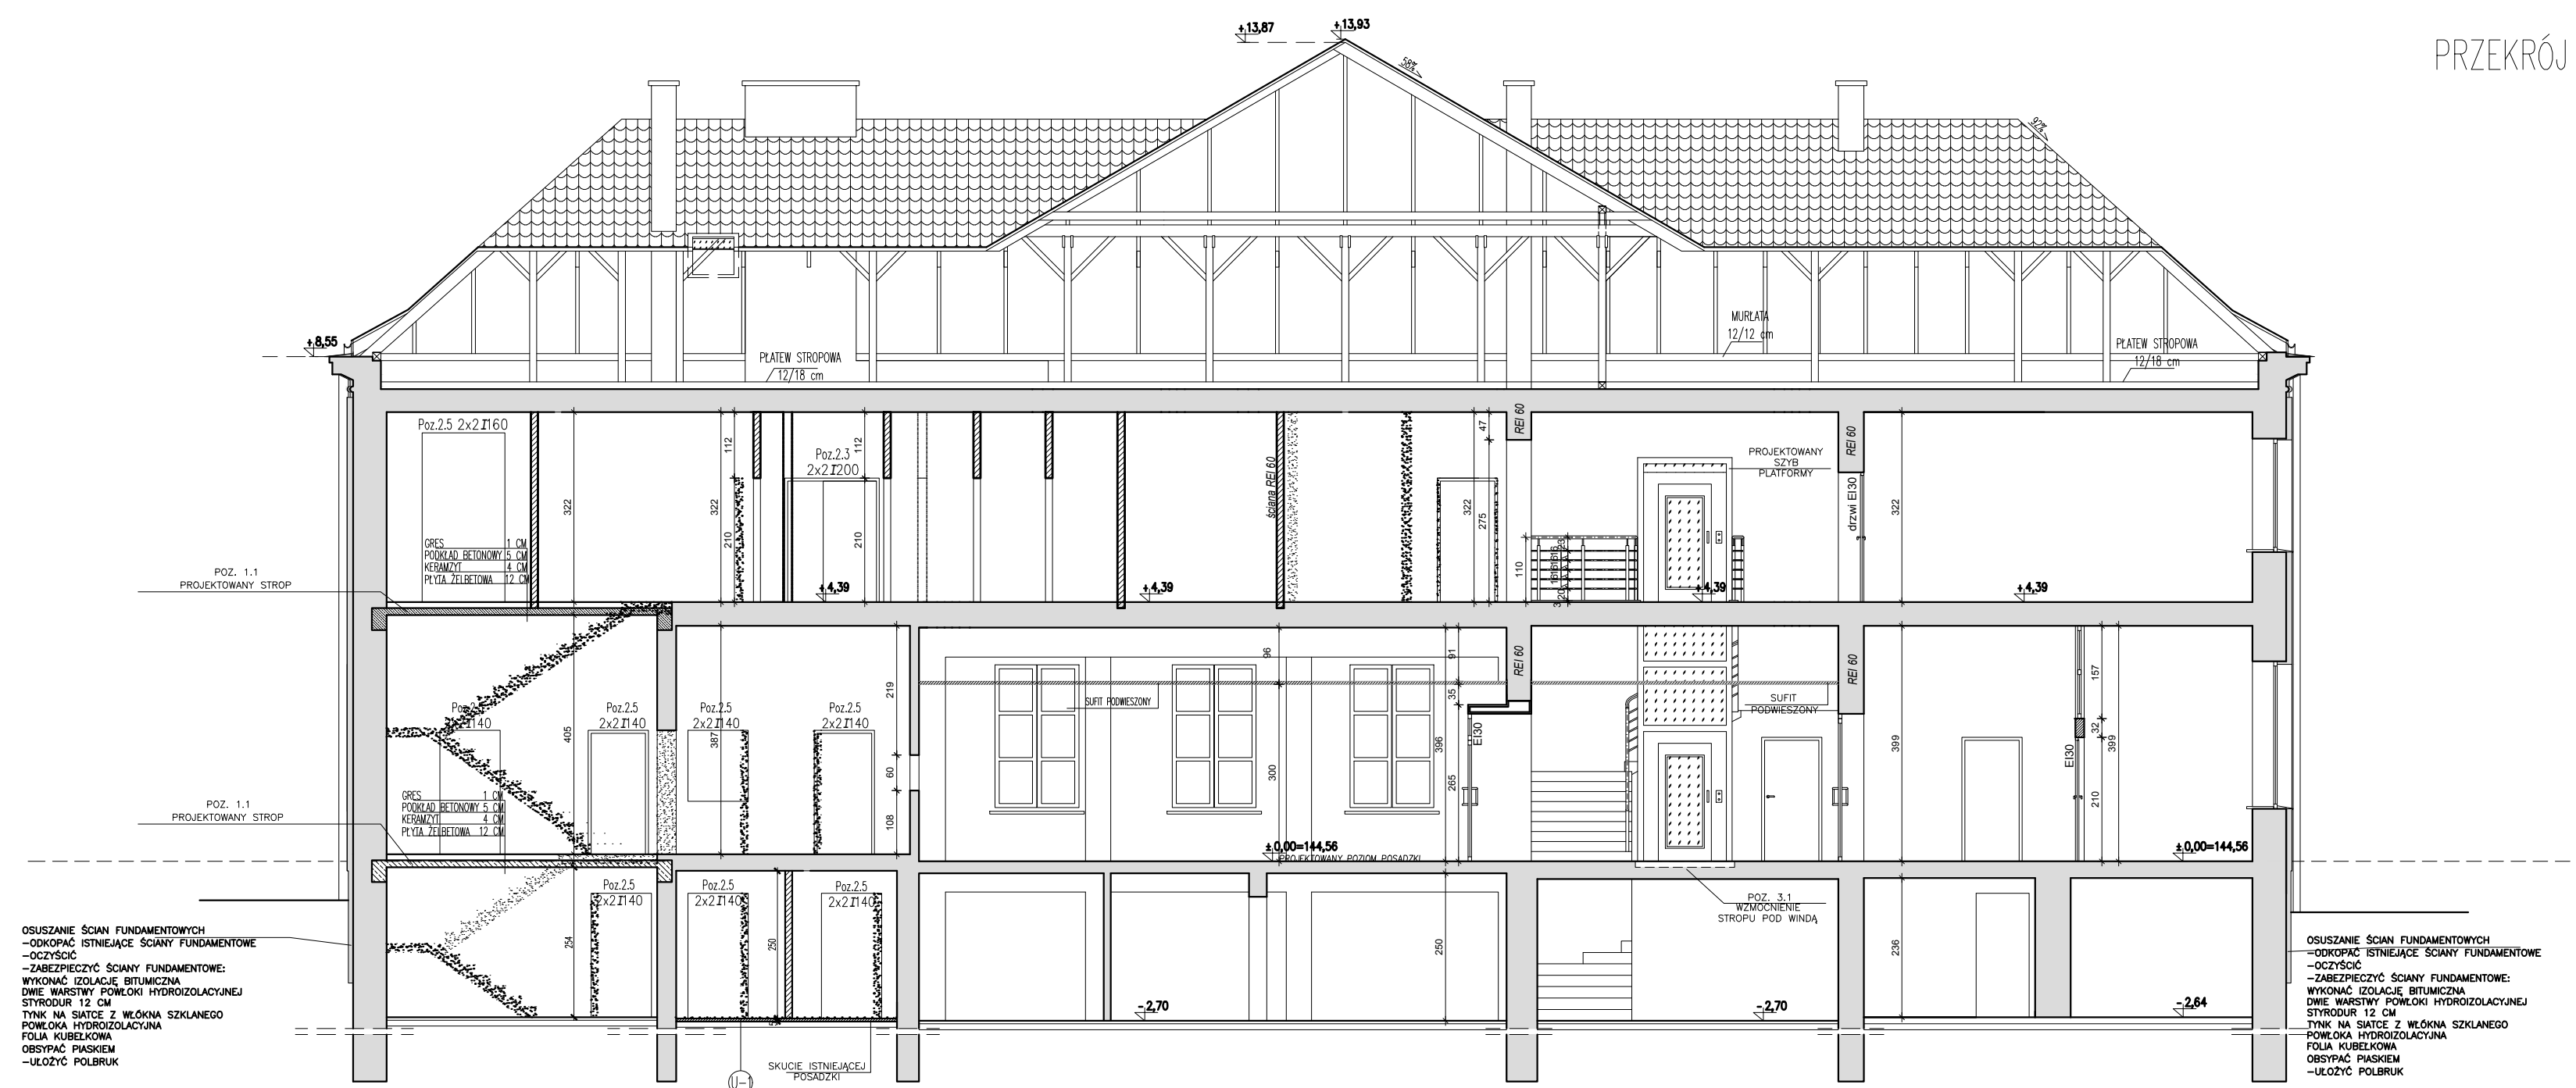 PRZEKRÓJ
+13,87
+13,93
58%
92%
+8,55
PŁATEW STROPOWA
12/18 cm
MURŁATA
12/12 cm
PŁATEW STROPOWA
12/18 cm
Poz.2.5 2x2I160
322
322
112
210
Poz.2.3
2x2I200
112
210
ściana REI 60
322
47
275
REI 60
PROJEKTOWANY
SZYB
PLATFORMY
REI 60
drzwi EI30
322
GRES 1 CM
PODKŁAD BETONOWY 5 CM
KERAMZYT 4 CM
PŁYTA ŻELBETOWA 12 CM
110
+4,39
+4,39
+4,39
+4,39
POZ. 1.1
PROJEKTOWANY STROP
405
387
219
60
108
Poz.2.5
2x2I140
Poz.2.5
2x2I140
Poz.2.5
2x2I140
SUFIT PODWIESZONY
96
300
396
91
35
265
EI30
REI 60
SUFIT
PODWIESZONY
REI 60
399
EI30
157
32
210
399
GRES 1 CM
PODKŁAD BETONOWY 5 CM
KERAMZYT 4 CM
PŁYTA ŻELBETOWA 12 CM
POZ. 1.1
PROJEKTOWANY STROP
±0,00=144,56
PROJEKTOWANY POZIOM POSADZKI
±0,00=144,56
Poz.2.5
2x2I140
Poz.2.5
2x2I140
Poz.2.5
2x2I140
254
250
250
236
POZ. 3.1
WZMOCNIENIE
STROPU POD WINDĄ
-2,70
-2,70
-2,64
OSUSZANIE ŚCIAN FUNDAMENTOWYCH
-ODKOPAĆ ISTNIEJĄCE ŚCIANY FUNDAMENTOWE
-OCZYŚCIĆ
-ZABEZPIECZYĆ ŚCIANY FUNDAMENTOWE:
WYKONAĆ IZOLACJĘ BITUMICZNA
DWIE WARSTWY POWŁOKI HYDROIZOLACYJNEJ
STYRODUR 12 CM
TYNK NA SIATCE Z WŁÓKNA SZKLANEGO
POWŁOKA HYDROIZOLACYJNA
FOLIA KUBEŁKOWA
OBSYPAĆ PIASKIEM
-UŁOŻYĆ POLBRUK
SKUCIE ISTNIEJĄCEJ
POSADZKI
U-1
OSUSZANIE ŚCIAN FUNDAMENTOWYCH
-ODKOPAĆ ISTNIEJĄCE ŚCIANY FUNDAMENTOWE
-OCZYŚCIĆ
-ZABEZPIECZYĆ ŚCIANY FUNDAMENTOWE:
WYKONAĆ IZOLACJĘ BITUMICZNA
DWIE WARSTWY POWŁOKI HYDROIZOLACYJNEJ
STYRODUR 12 CM
TYNK NA SIATCE Z WŁÓKNA SZKLANEGO
POWŁOKA HYDROIZOLACYJNA
FOLIA KUBEŁKOWA
OBSYPAĆ PIASKIEM
-UŁOŻYĆ POLBRUK